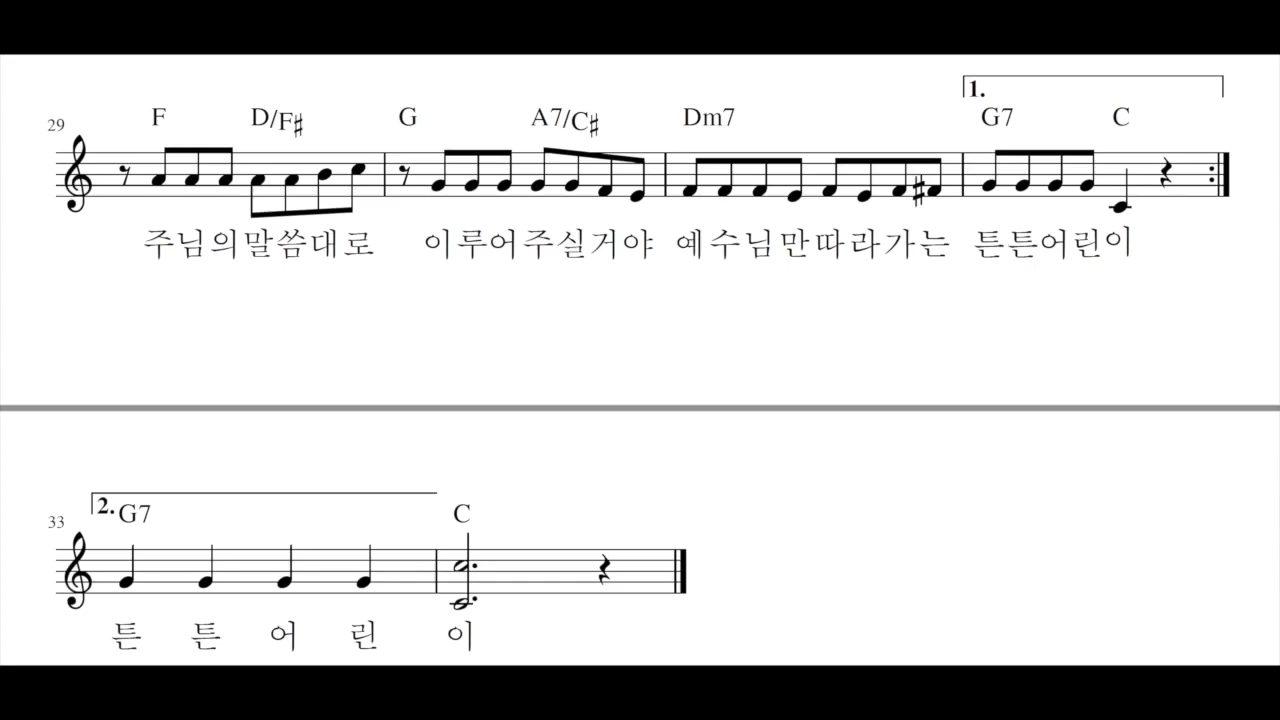 1.
29 F D/F♯ G A7/C♯ Dm7 G7 C
주님의말씀대로 이루어주실거야 예수님만따라가는 튼튼어린이
2.
33 G7 C
튼 튼 어 린 이